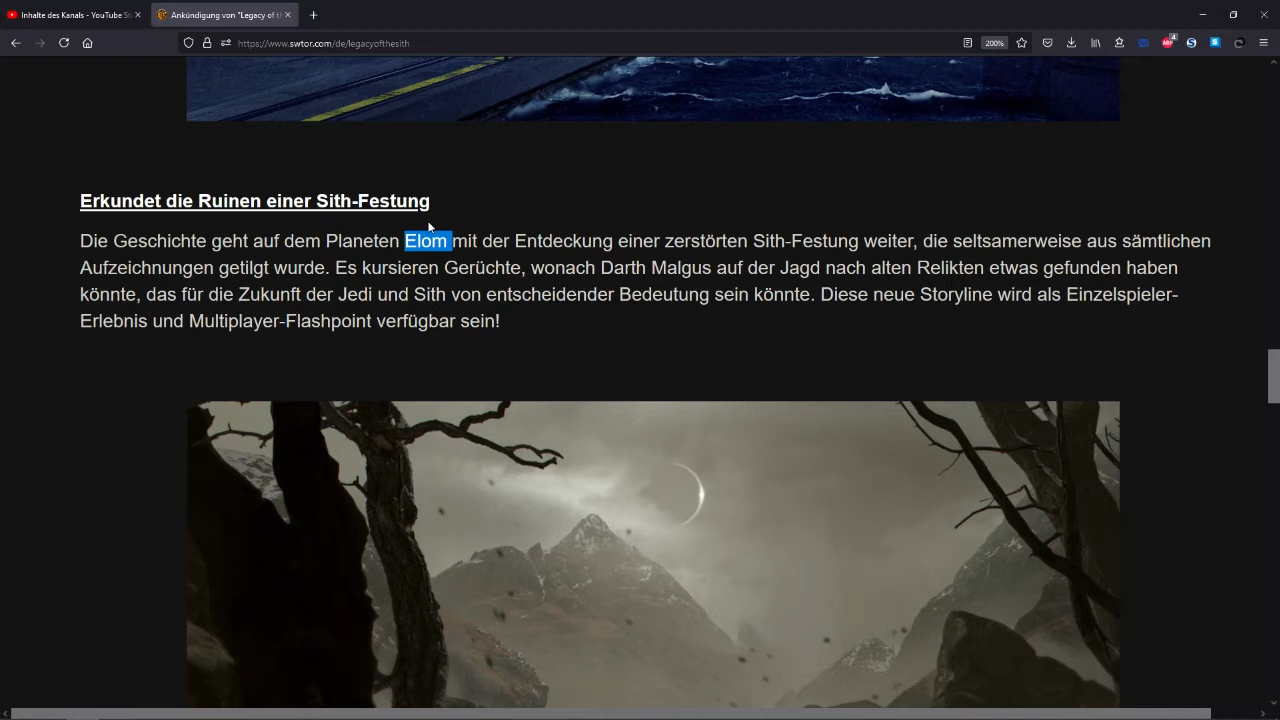 Inhalte des Kanals - YouTube St
Ankündigung von "Legacy of th
https://www.swtor.com/de/legacyofthesith
200%
ABP
4
Erkundet die Ruinen einer Sith-Festung
Die Geschichte geht auf dem Planeten Elom mit der Entdeckung einer zerstörten Sith-Festung weiter, die seltsamerweise aus sämtlichen
Aufzeichnungen getilgt wurde. Es kursieren Gerüchte, wonach Darth Malgus auf der Jagd nach alten Relikten etwas gefunden haben
könnte, das für die Zukunft der Jedi und Sith von entscheidender Bedeutung sein könnte. Diese neue Storyline wird als Einzelspieler-
Erlebnis und Multiplayer-Flashpoint verfügbar sein!